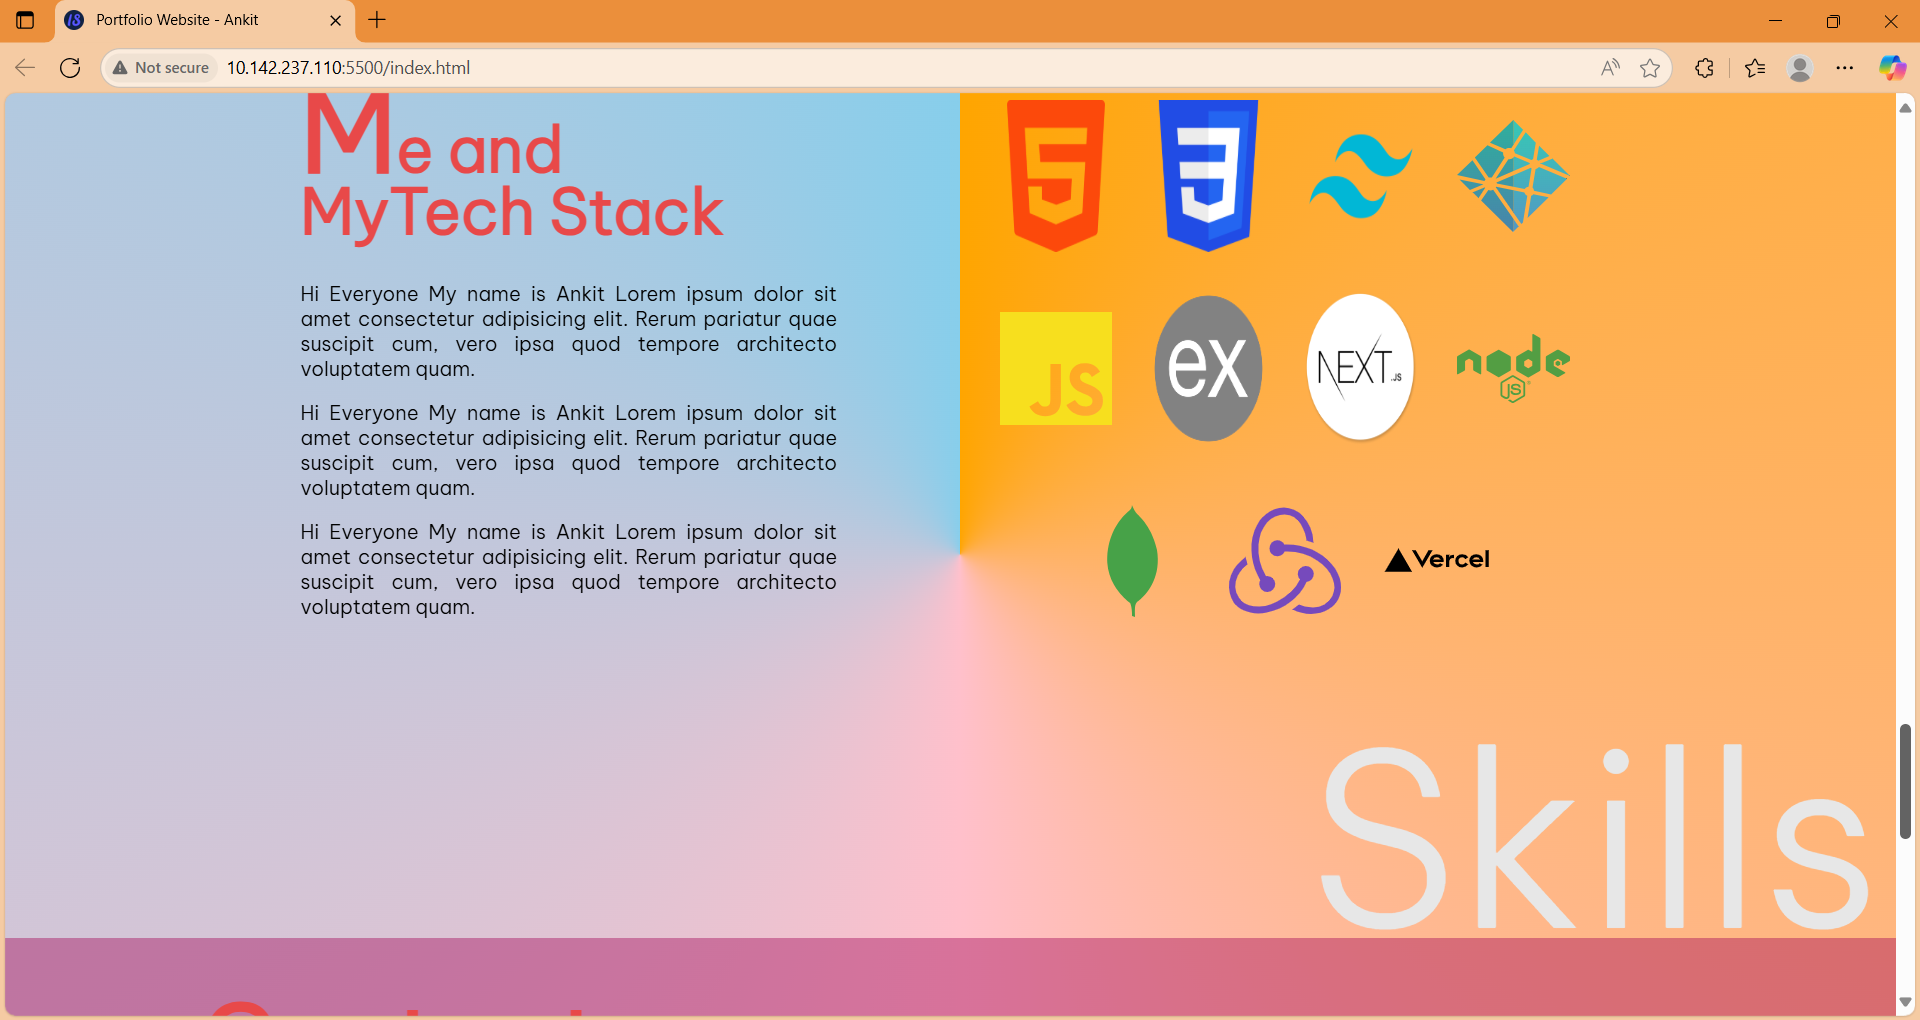 Portfolio Website - Ankit
Not secure
10.142.237.110:5500/index.html
Me and
MyTech Stack
Hi Everyone My name is Ankit Lorem ipsum dolor sit
amet consectetur adipisicing elit. Rerum pariatur quae
suscipit cum, vero ipsa quod tempore architecto
voluptatem quam.
Hi Everyone My name is Ankit Lorem ipsum dolor sit
amet consectetur adipisicing elit. Rerum pariatur quae
suscipit cum, vero ipsa quod tempore architecto
voluptatem quam.
Hi Everyone My name is Ankit Lorem ipsum dolor sit
amet consectetur adipisicing elit. Rerum pariatur quae
suscipit cum, vero ipsa quod tempore architecto
voluptatem quam.
5
3
JS
ex
NEXT.JS
node
JS
Vercel
Skills